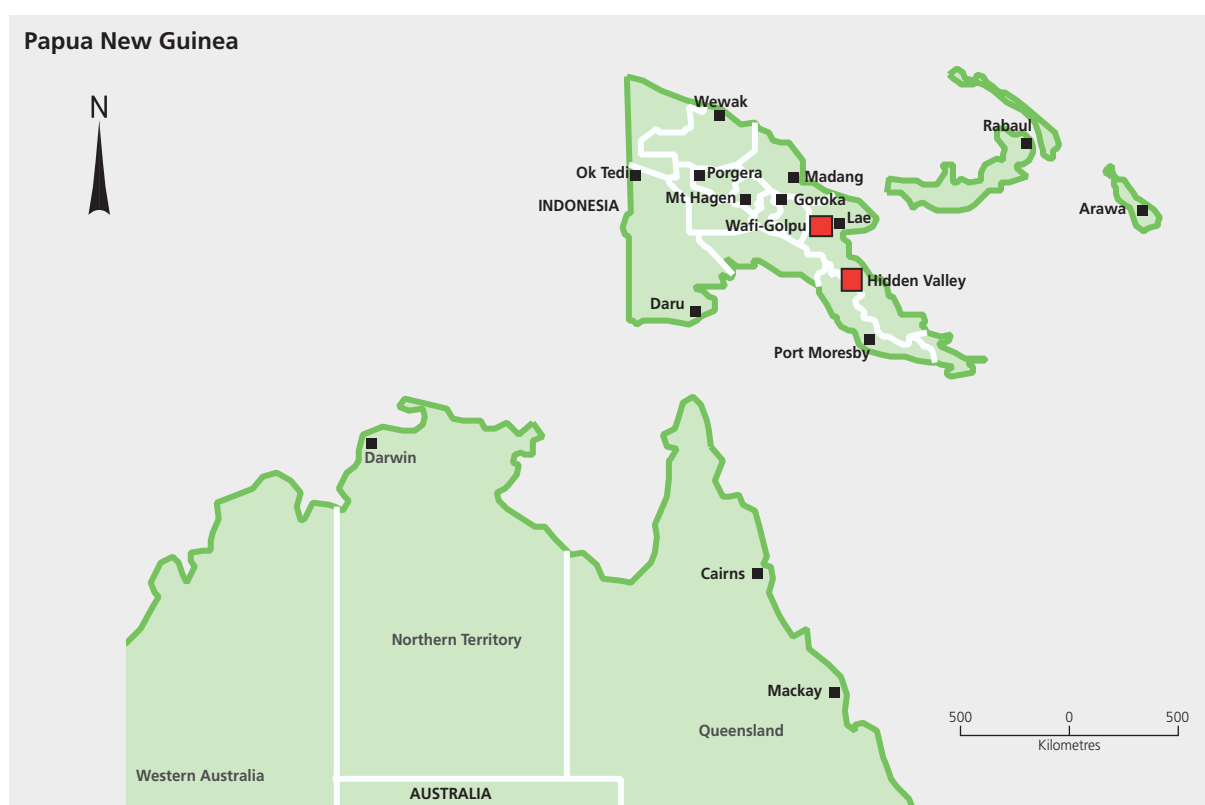 Papua New Guinea
N
Wewak
Rabaul
Ok Tedi
Porgera
Madang
INDONESIA
Mt Hagen
Goroka
Arawa
Wafi-Golpu
Lae
Hidden Valley
Daru
Port Moresby
Darwin
Cairns
Northern Territory
Mackay
500 0 500
Kilometres
Queensland
Western Australia
AUSTRALIA